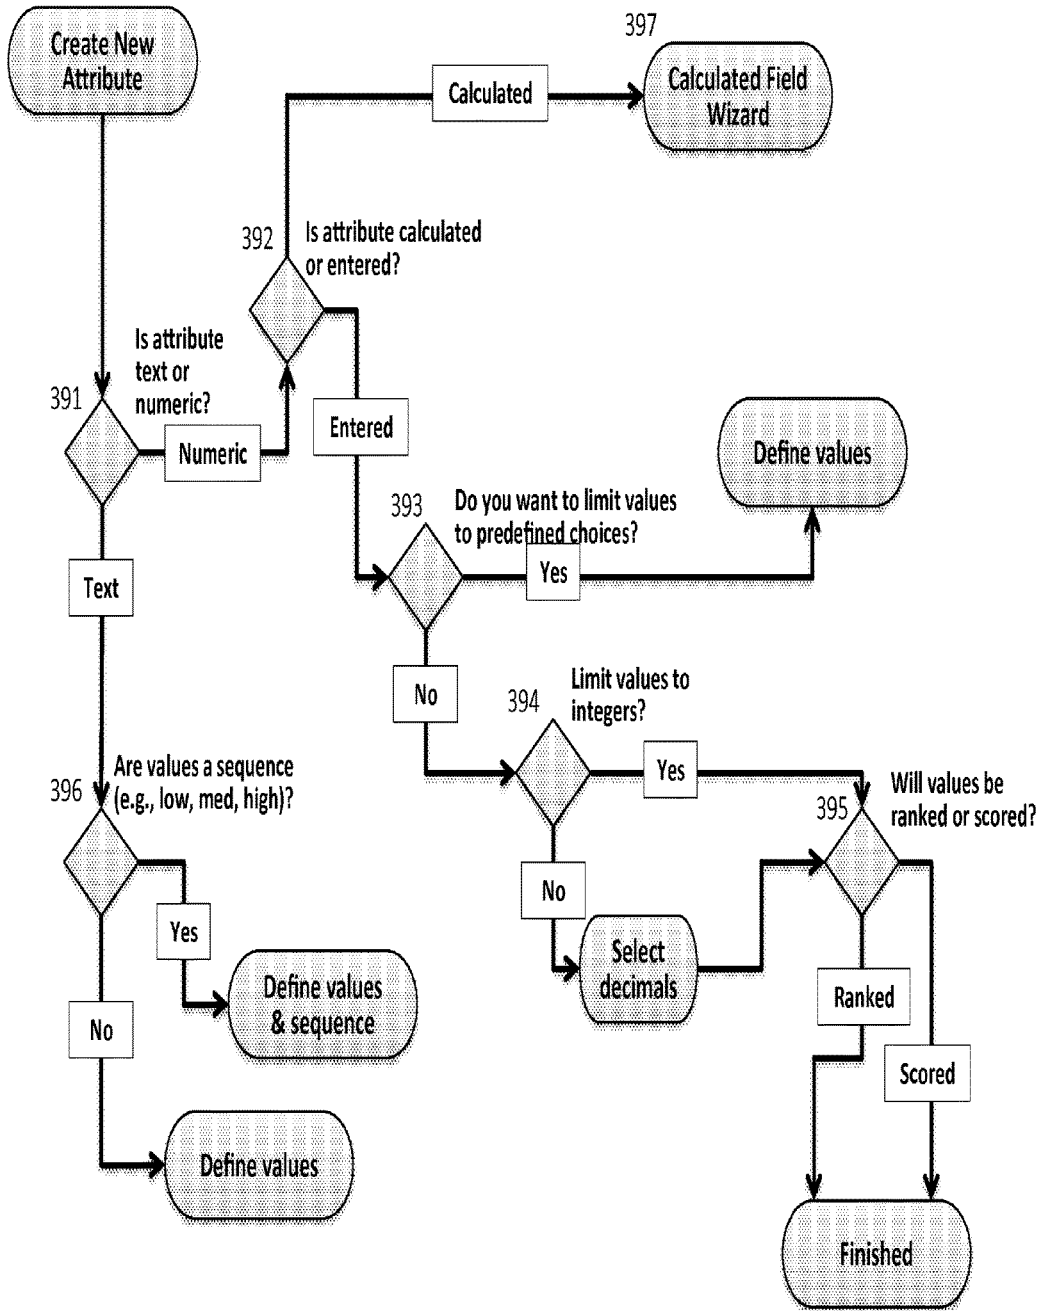 Create New
Attribute
397
Calculated
Calculated Field
Wizard
392
Is attribute calculated
or entered?
Is attribute
text or
numeric?
391
Numeric
Entered
Define values
393
Do you want to limit values
to predefined choices?
Yes
Text
No
394
Limit values to
integers?
Yes
396
Are values a sequence
(e.g., low, med, high)?
395
Will values be
ranked or scored?
No
Yes
Select
decimals
Define values
& sequence
Ranked
No
Scored
Define values
Finished